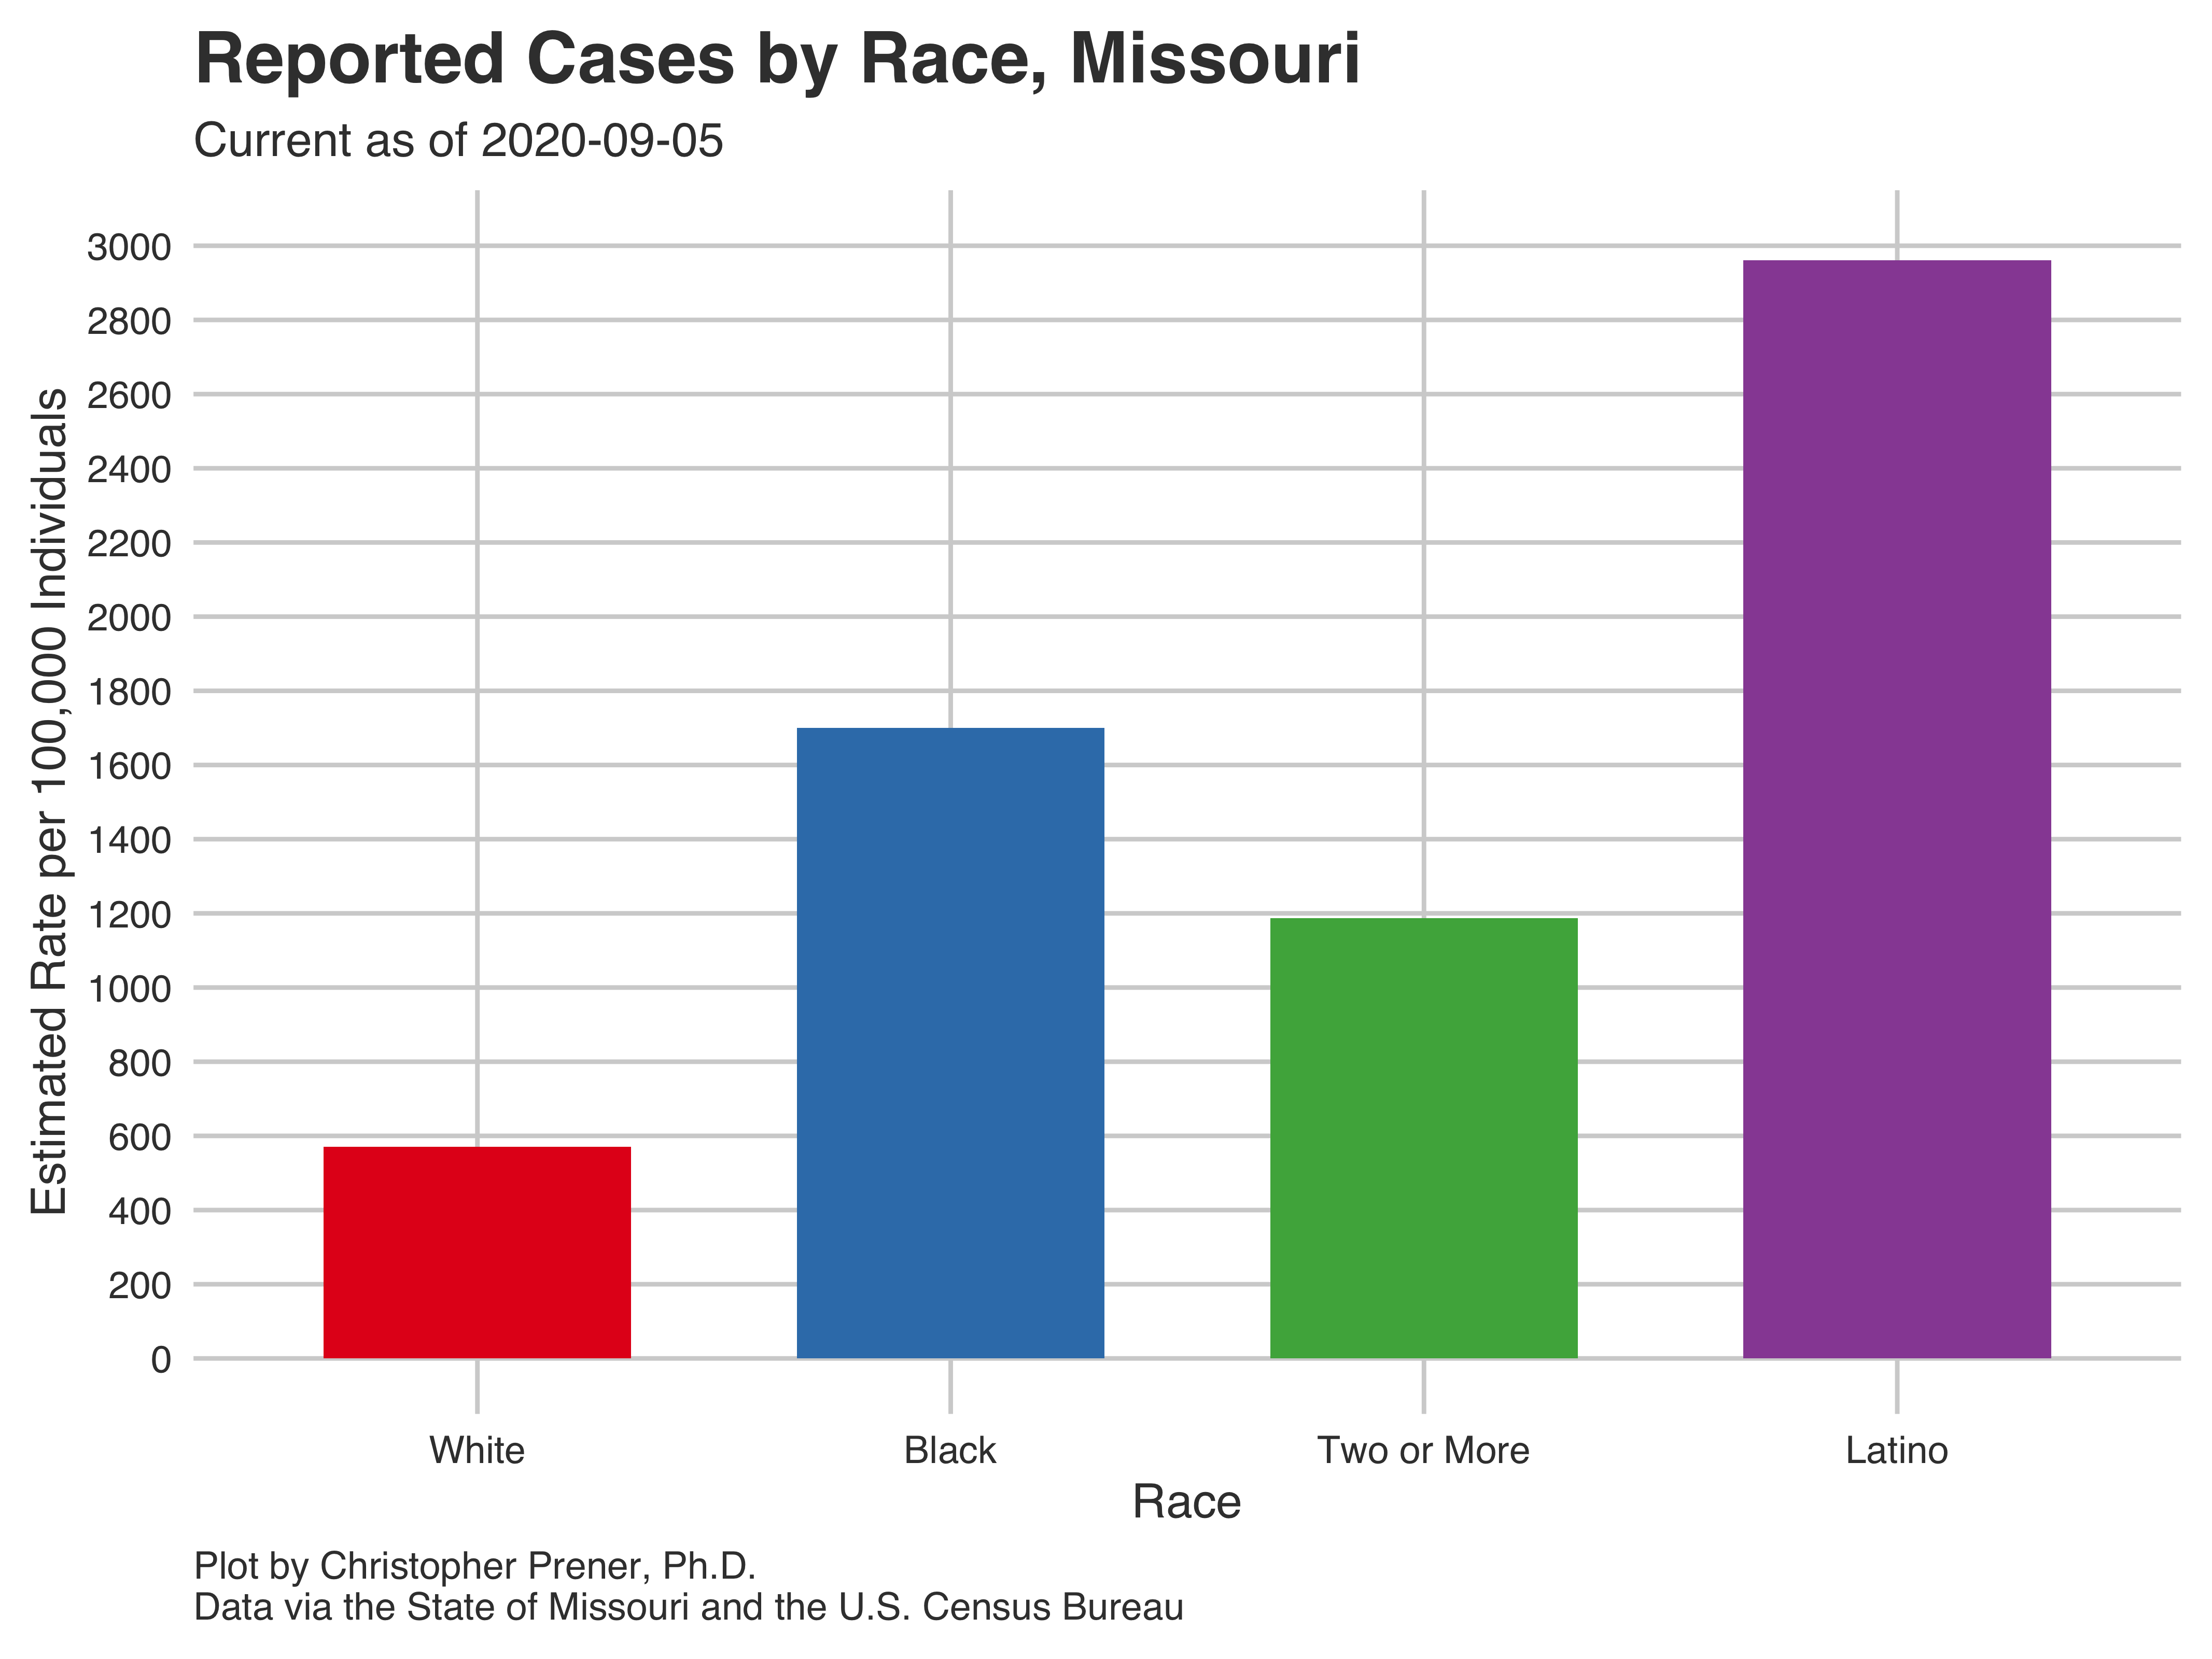 Reported Cases by Race, Missouri
Current as of 2020-09-05
Estimated Rate per 100,000 Individuals
3000
2800
2600
2400
2200
2000
1800
1600
1400
1200
1000
800
600
400
200
0
White
Black
Two or More
Latino
Race
Plot by Christopher Prener, Ph.D.
Data via the State of Missouri and the U.S. Census Bureau